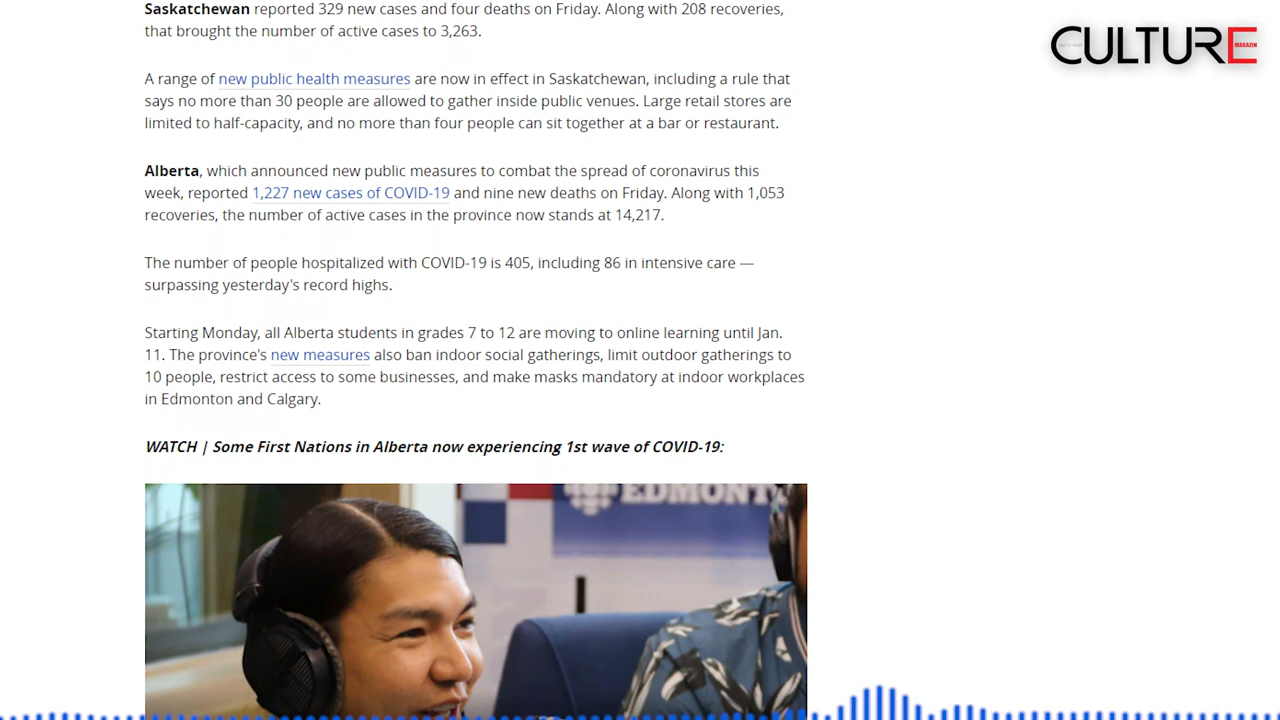 Saskatchewan reported 329 new cases and four deaths on Friday. Along with 208 recoveries,
that brought the number of active cases to 3,263.
A range of new public health measures are now in effect in Saskatchewan, including a rule that
says no more than 30 people are allowed to gather inside public venues. Large retail stores are
limited to half-capacity, and no more than four people can sit together at a bar or restaurant.
Alberta, which announced new public measures to combat the spread of coronavirus this
week, reported 1,227 new cases of COVID-19 and nine new deaths on Friday. Along with 1,053
recoveries, the number of active cases in the province now stands at 14,217.
The number of people hospitalized with COVID-19 is 405, including 86 in intensive care —
surpassing yesterday's record highs.
Starting Monday, all Alberta students in grades 7 to 12 are moving to online learning until Jan.
11. The province's new measures also ban indoor social gatherings, limit outdoor gatherings to
10 people, restrict access to some businesses, and make masks mandatory at indoor workplaces
in Edmonton and Calgary.
WATCH | Some First Nations in Alberta now experiencing 1st wave of COVID-19:
CULTURE
MAGAZIN